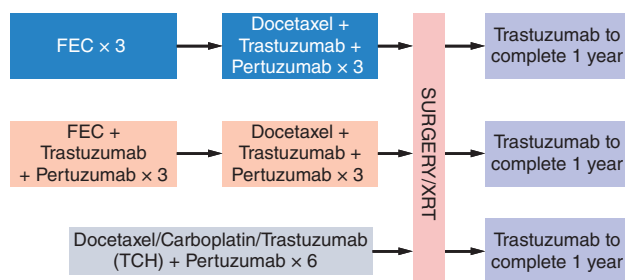 FEC × 3
Docetaxel +
Trastuzumab +
Pertuzumab × 3
Trastuzumab to
complete 1 year
FEC +
Trastuzumab
+ Pertuzumab × 3
Docetaxel +
Trastuzumab +
Pertuzumab × 3
SURGERY/XRT
Trastuzumab to
complete 1 year
Docetaxel/Carboplatin/Trastuzumab
(TCH) + Pertuzumab × 6
Trastuzumab to
complete 1 year